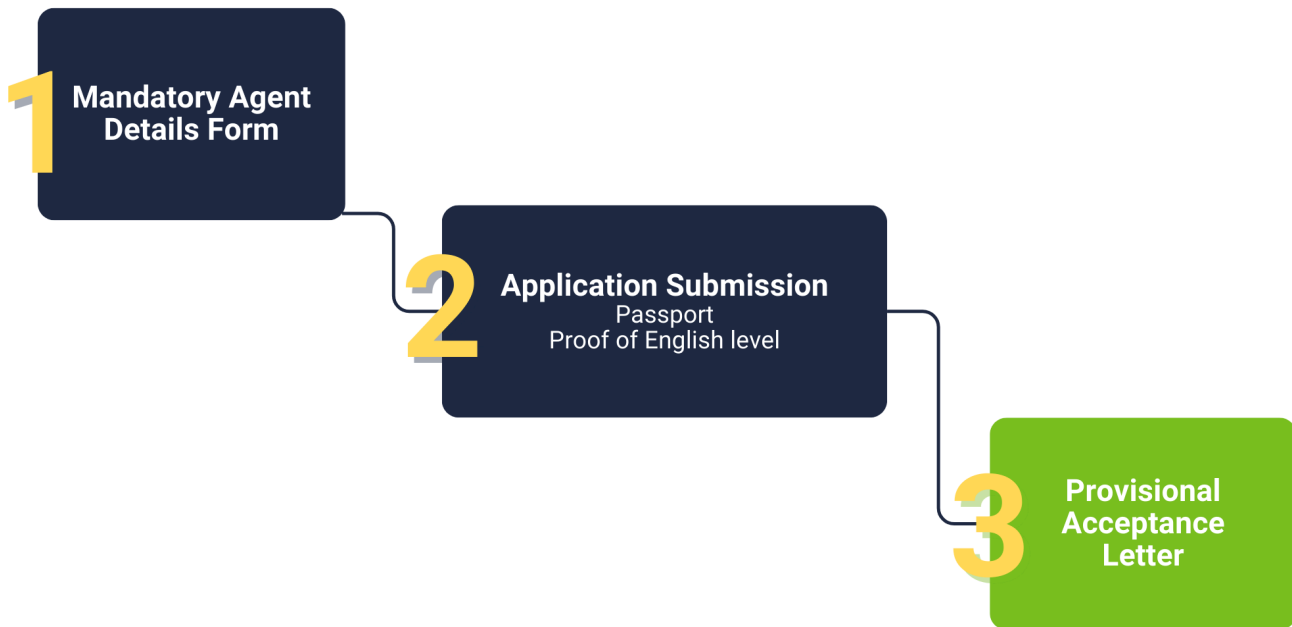 1
Mandatory Agent
Details Form
2
Application Submission
Passport
Proof of English level
3
Provisional
Acceptance
Letter